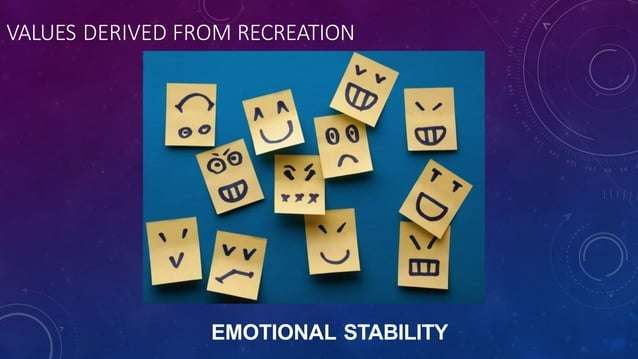 VALUES DERIVED FROM RECREATION
EMOTIONAL STABILITY